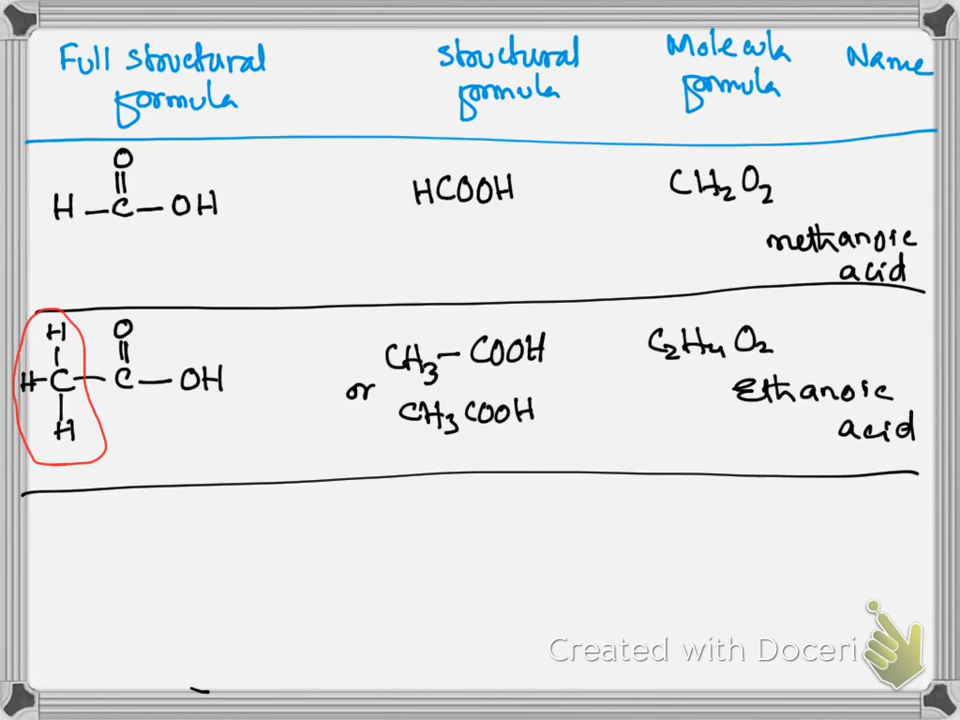 Full structural formula
structural formula
Molecula formula
Name
O
H — C — OH
HCOOH
CH₂O₂
methanoic
acid
H
O
H–C — C — OH
H
CH₃– COOH
or
CH₃COOH
C₂H₄O₂
Ethanoic
acid
Created with Doceri